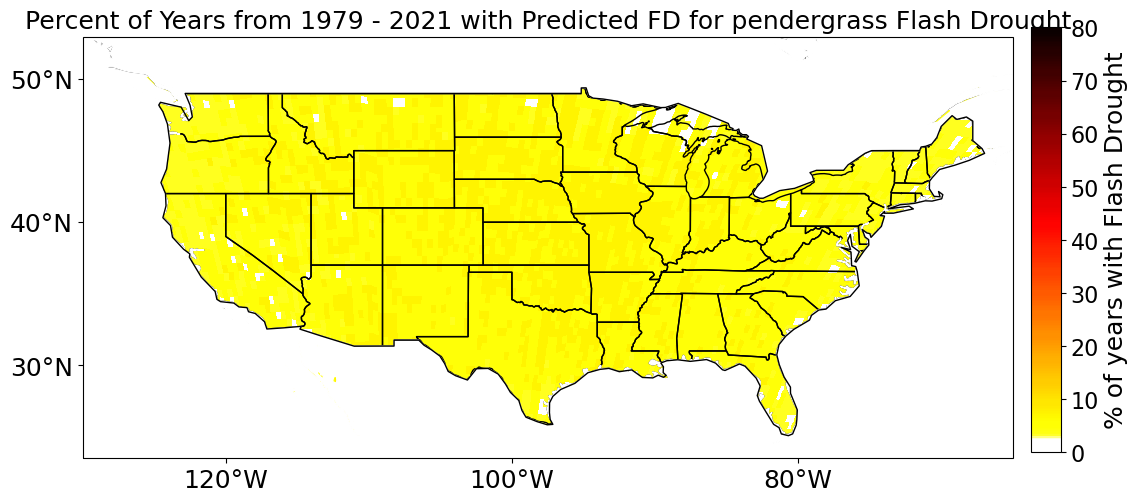 Percent of Years from 1979 - 2021 with Predicted FD for pendergrass Flash Drought
50°N
40°N
30°N
120°W
100°W
80°W
80
70
60
50
40
30
20
10
0
% of years with Flash Drought